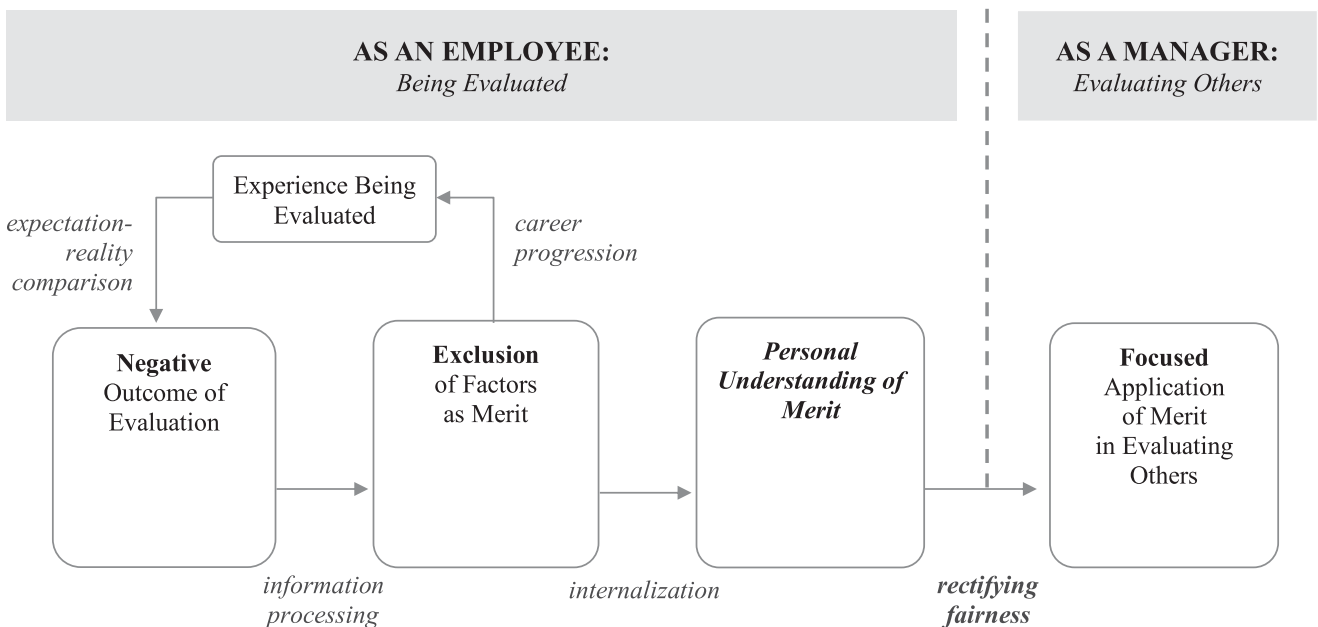 AS AN EMPLOYEE:
Being Evaluated
AS A MANAGER:
Evaluating Others
Experience Being
Evaluated
expectation-
reality
comparison
career
progression
Negative
Outcome of
Evaluation
Exclusion
of Factors
as Merit
Personal
Understanding of
Merit
Focused
Application
of Merit
in Evaluating
Others
information
processing
internalization
rectifying
fairness